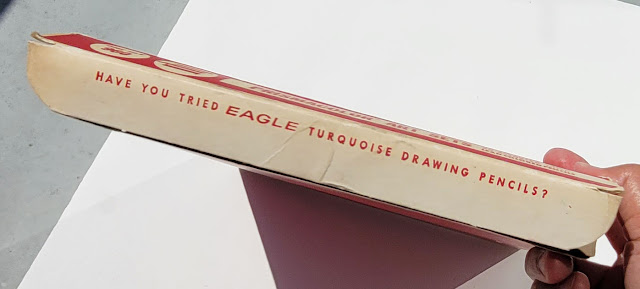 HAVE YOU TRIED EAGLE TURQUOISE DRAWING PENCILS?